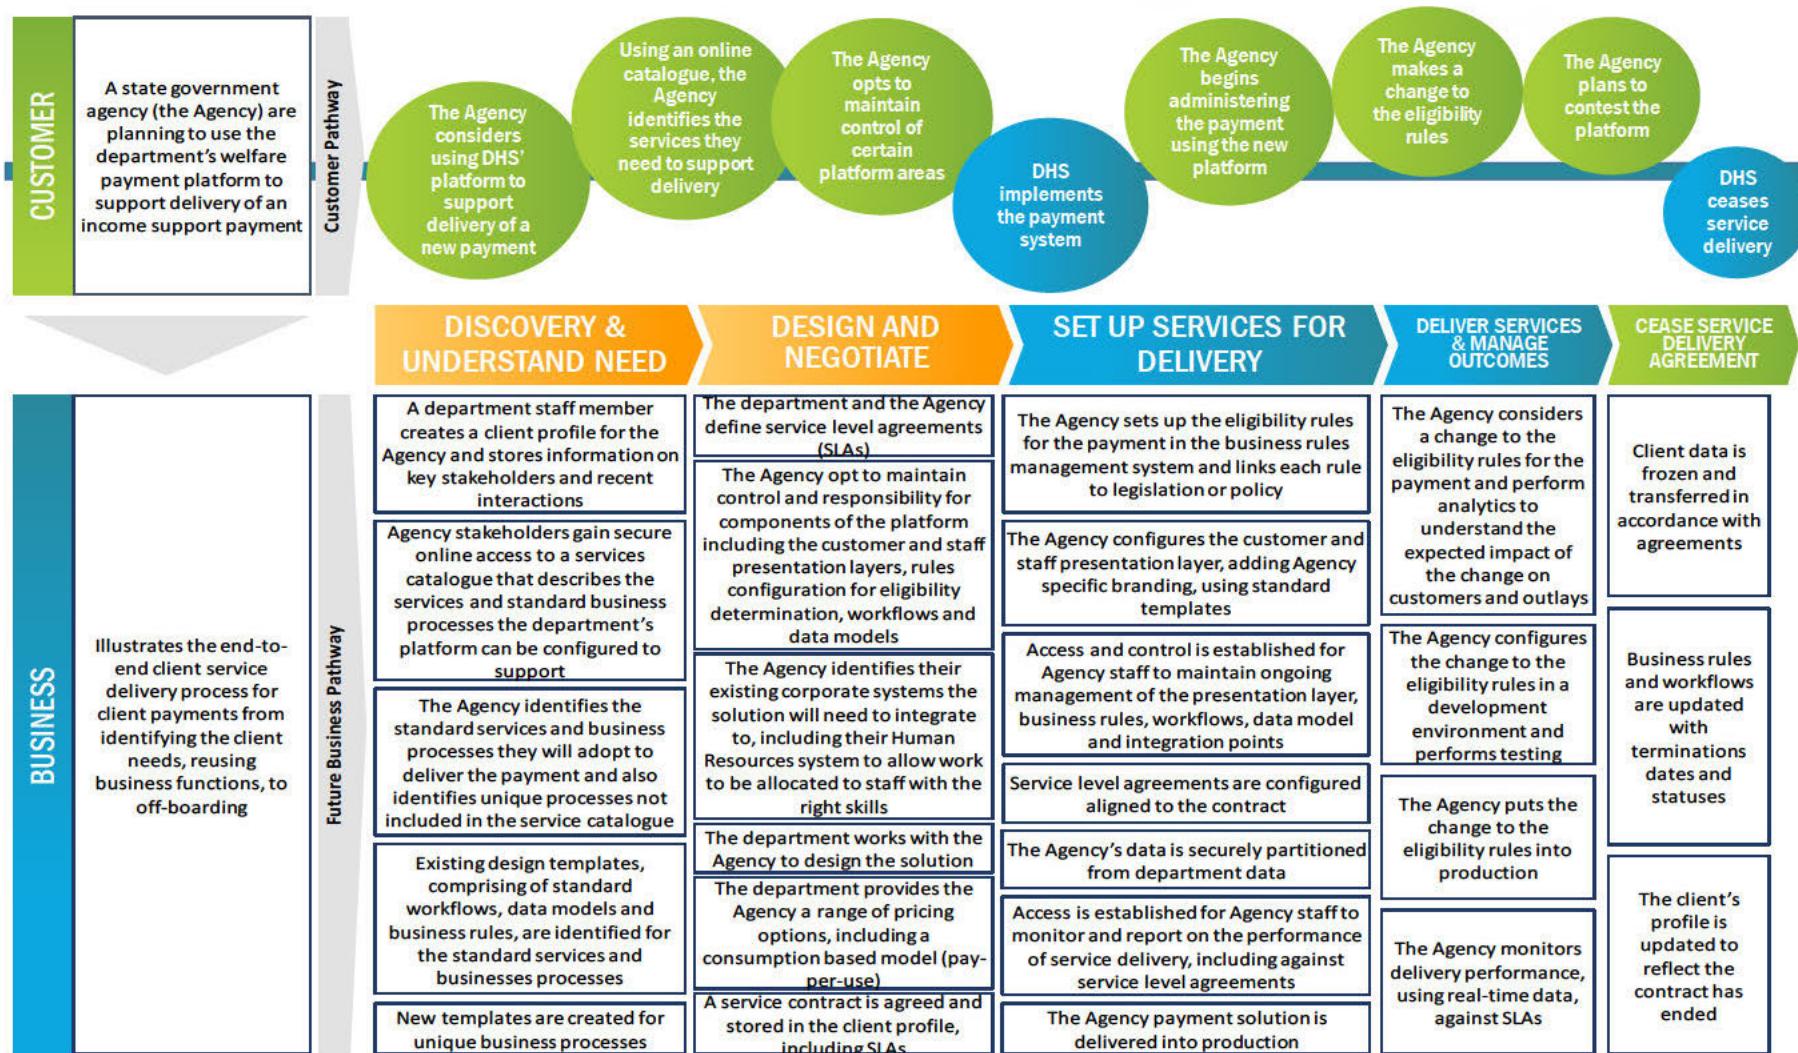 CUSTOMER
A state government
agency (the Agency) are
planning to use the
department's welfare
payment platform to
support delivery of an
income support payment
Customer Pathway
The Agency
considers
using DHS'
platform to
support
delivery of a
new payment
Using an online
catalogue, the
Agency
identifies the
services they
need to support
delivery
The Agency
opts to
maintain
control of
certain
platform areas
DHS
implements
the payment
system
The Agency
begins
administering
the payment
using the new
platform
The Agency
makes a
change to
the eligibility
rules
The Agency
plans to
contest the
platform
DHS
ceases
service
delivery
BUSINESS
Illustrates the end-to-
end client service
delivery process for
client payments from
identifying the client
needs, reusing
business functions, to
off-boarding
Future Business Pathway
DISCOVERY &
UNDERSTAND NEED
A department staff member
creates a client profile for the
Agency and stores information on
key stakeholders and recent
interactions
Agency stakeholders gain secure
online access to a services
catalogue that describes the
services and standard business
processes the department's
platform can be configured to
support
The Agency identifies the
standard services and business
processes they will adopt to
deliver the payment and also
identifies unique processes not
included in the service catalogue
Existing design templates,
comprising of standard
workflows, data models and
business rules, are identified for
the standard services and
businesses processes
New templates are created for
unique business processes
DESIGN AND
NEGOTIATE
The department and the Agency
define service level agreements
(SLAs)
The Agency opt to maintain
control and responsibility for
components of the platform
including the customer and staff
presentation layers, rules
configuration for eligibility
determination, workflows and
data models
The Agency identifies their
existing corporate systems the
solution will need to integrate
to, including their Human
Resources system to allow work
to be allocated to staff with the
right skills
The department works with the
Agency to design the solution
The department provides the
Agency a range of pricing
options, including a
consumption based model (pay-
per-use)
A service contract is agreed and
stored in the client profile,
including SLAs
SET UP SERVICES FOR
DELIVERY
The Agency sets up the eligibility rules
for the payment in the business rules
management system and links each rule
to legislation or policy
The Agency configures the customer and
staff presentation layer, adding Agency
specific branding, using standard
templates
Access and control is established for
Agency staff to maintain ongoing
management of the presentation layer,
business rules, workflows, data model
and integration points
Service level agreements are configured
aligned to the contract
The Agency's data is securely partitioned
from department data
Access is established for Agency staff to
monitor and report on the performance
of service delivery, including against
service level agreements
The Agency payment solution is
delivered into production
DELIVER SERVICES
& MANAGE
OUTCOMES
The Agency considers
a change to the
eligibility rules for the
payment and perform
analytics to
understand the
expected impact of
the change on
customers and outlays
The Agency configures
the change to the
eligibility rules in a
development
environment and
performs testing
The Agency puts the
change to the
eligibility rules into
production
The Agency monitors
delivery performance,
using real-time data,
against SLAs
CEASE SERVICE
DELIVERY
AGREEMENT
Client data is
frozen and
transferred in
accordance with
agreements
Business rules
and workflows
are updated
with
terminations
dates and
statuses
The client's
profile is
updated to
reflect the
contract has
ended